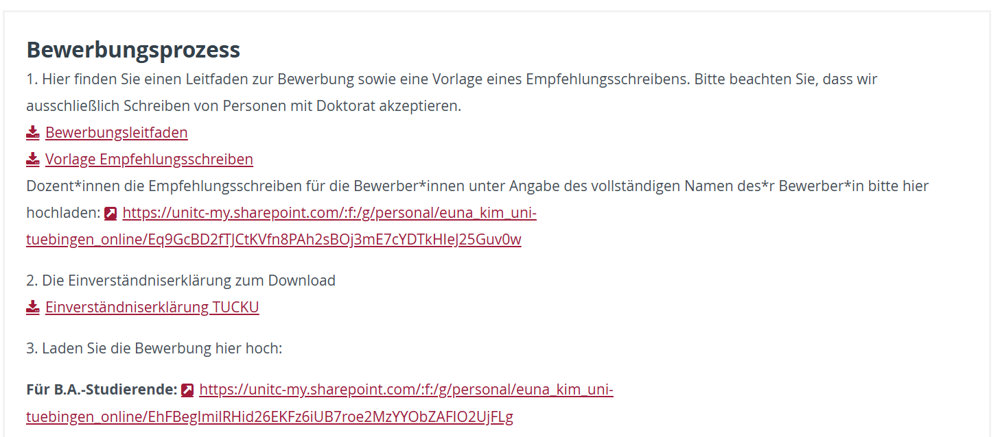 Bewerbungsprozess
1. Hier finden Sie einen Leitfaden zur Bewerbung sowie eine Vorlage eines Empfehlungsschreibens. Bitte beachten Sie, dass wir
ausschließlich Schreiben von Personen mit Doktorat akzeptieren.
Bewerbungsleitfaden
Vorlage Empfehlungsschreiben
Dozent*innen die Empfehlungsschreiben für die Bewerber*innen unter Angabe des vollständigen Namen des*r Bewerber*in bitte hier
hochladen: https://unitc-my.sharepoint.com/:f:/g/personal/euna_kim_uni-
tuebingen_online/Eq9GcBD2fTJCtKVfn8PAh2sBOj3mE7cYDTkHIeJ25Guv0w
2. Die Einverständniserklärung zum Download
Einverständniserklärung TUCKU
3. Laden Sie die Bewerbung hier hoch:
Für B.A.-Studierende: https://unitc-my.sharepoint.com/:f:/g/personal/euna_kim_uni-
tuebingen_online/EhFBegImiIRHid26EKFz6iUB7roe2MzYYObZAFIO2UjFLg